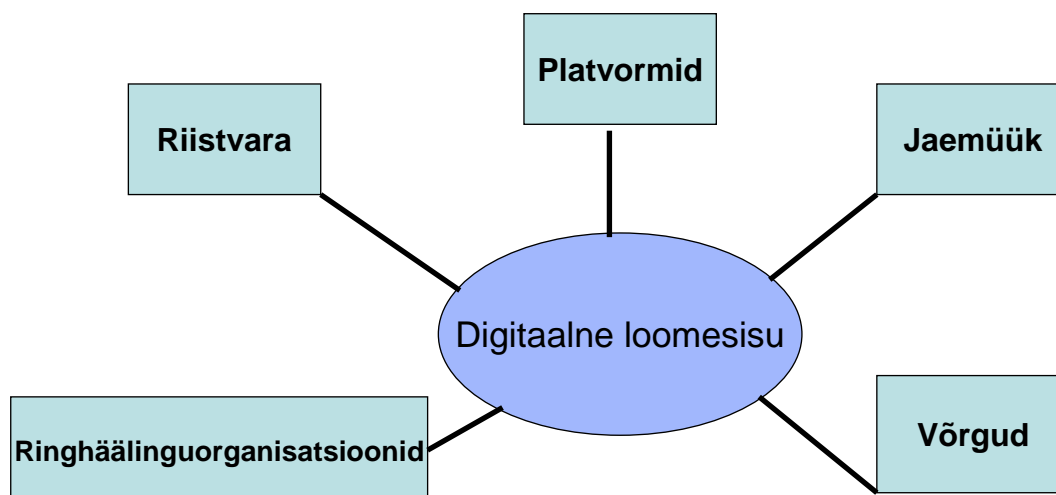 Platvormid
Riistvara
Jaemüük
Digitaalne loomesisu
Ringhäälinguorganisatsioonid
Võrgud